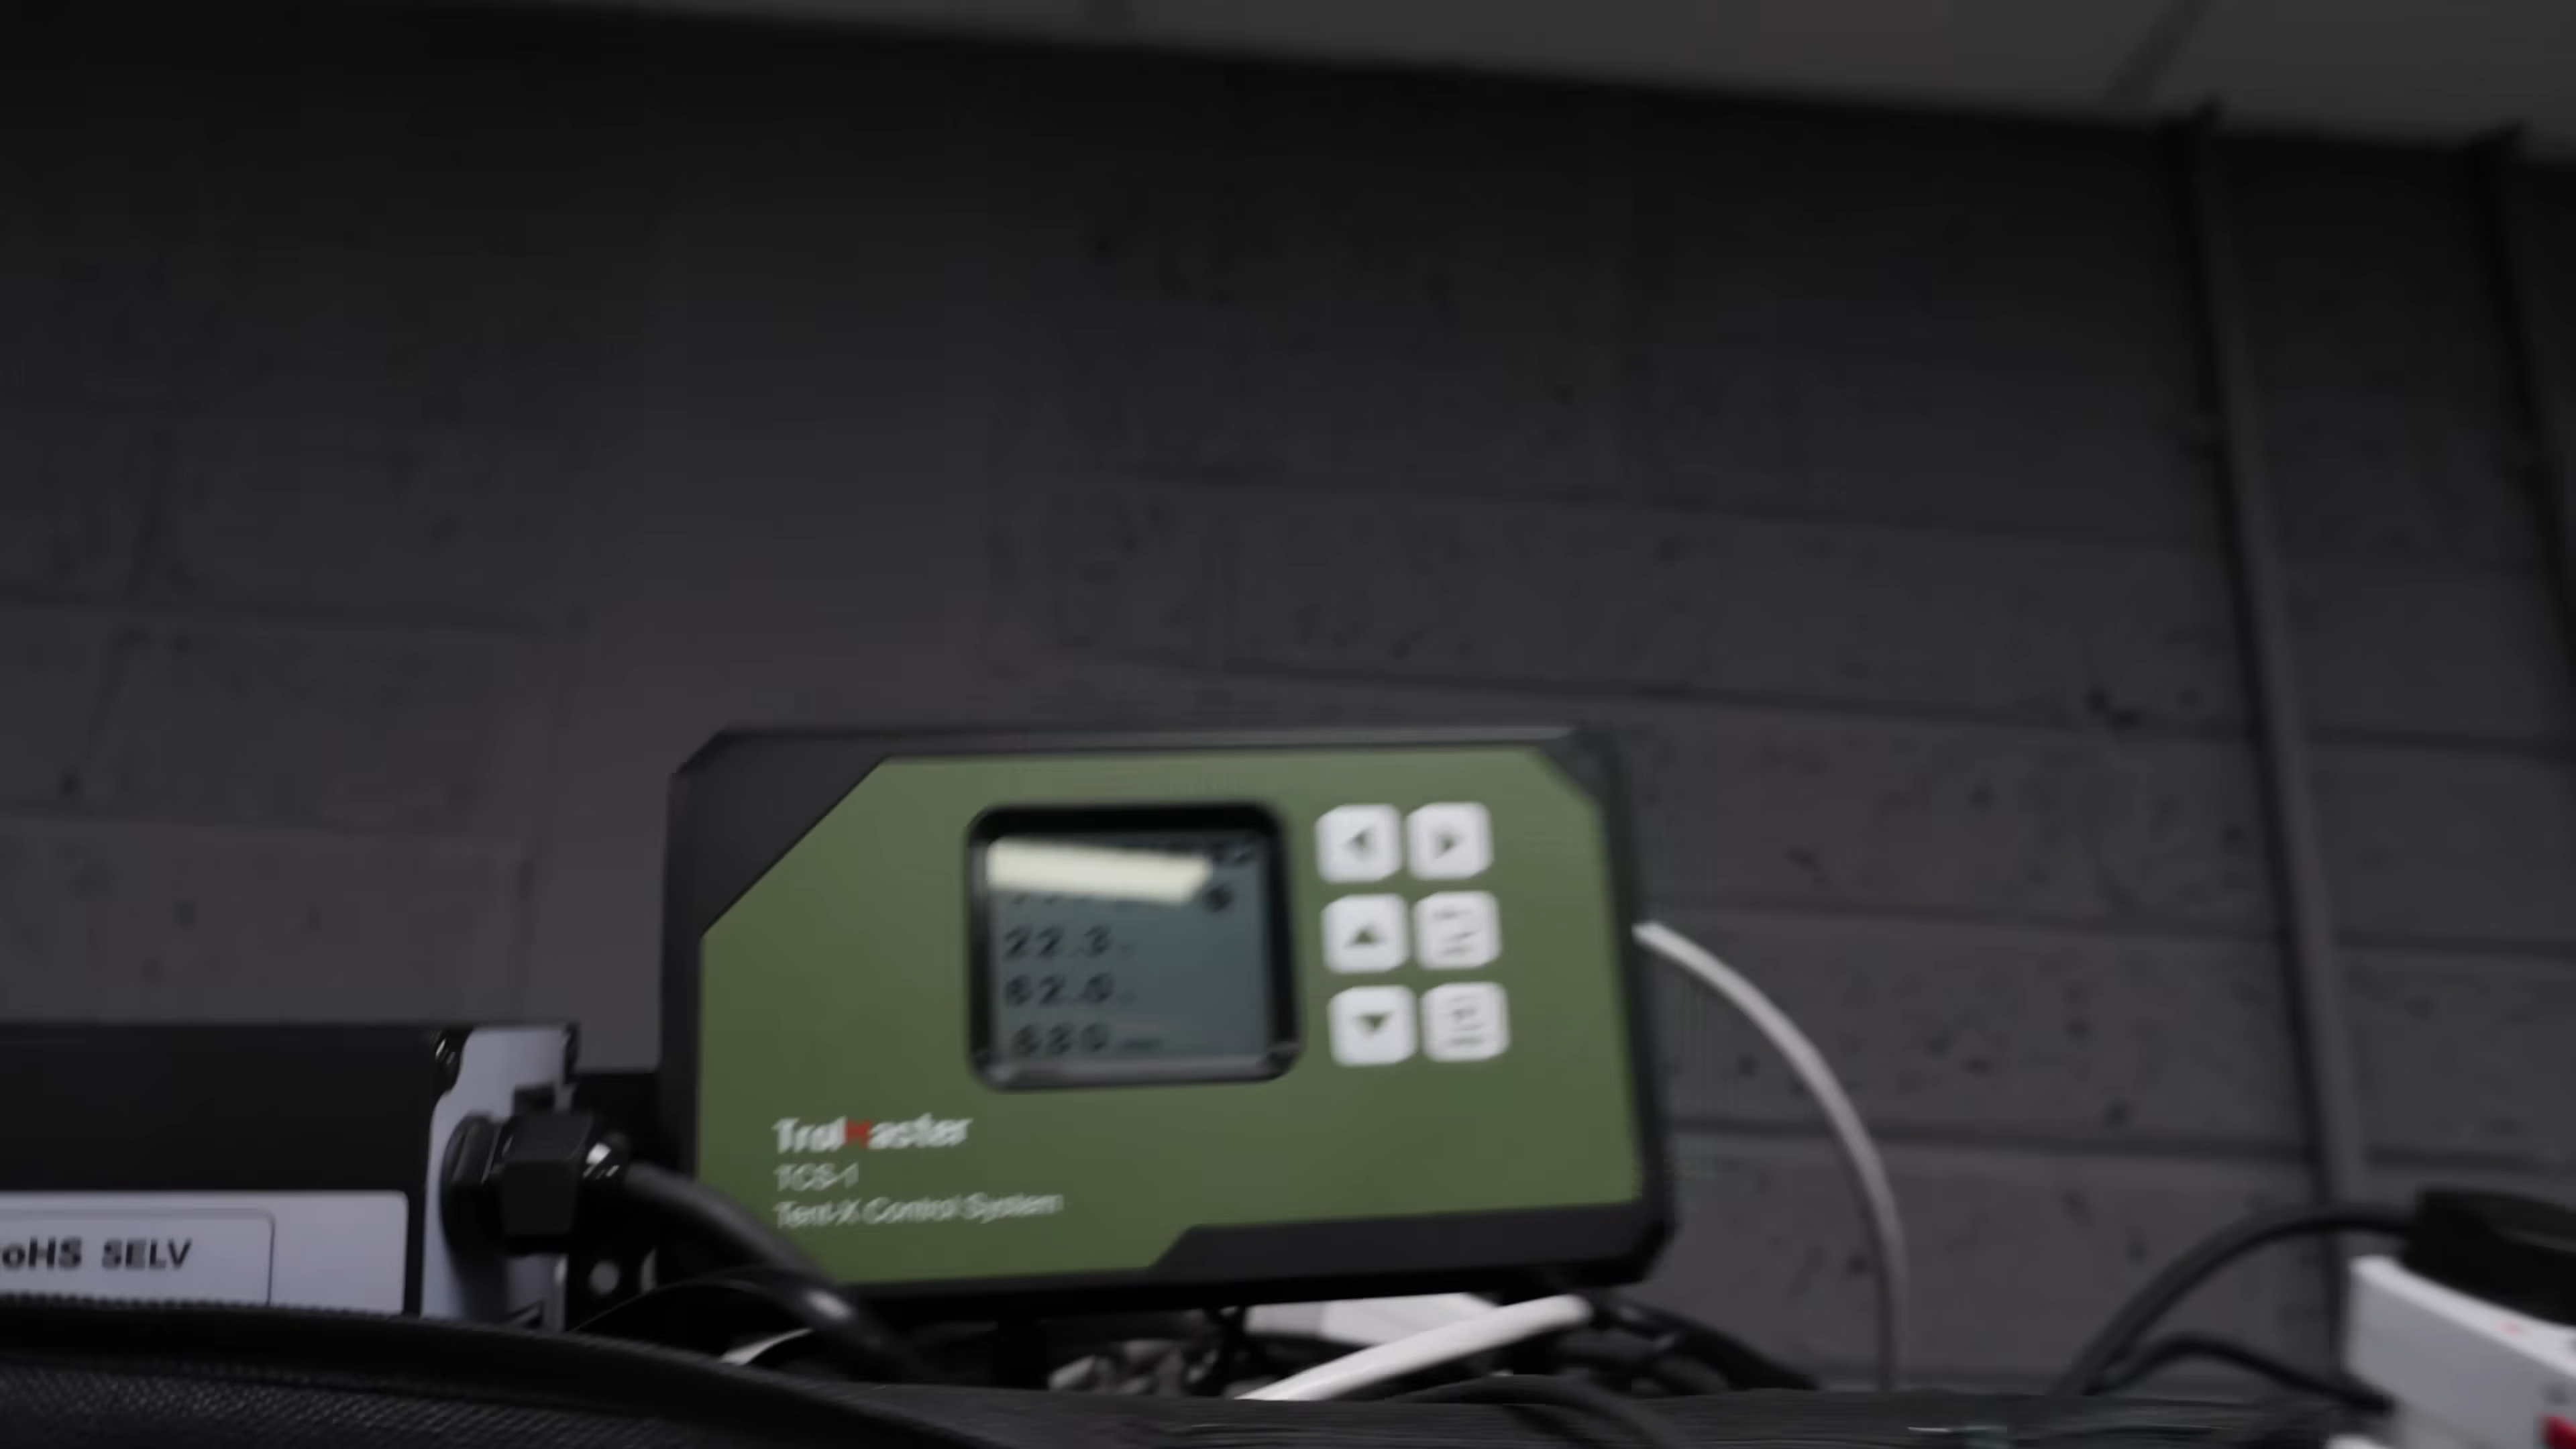 22.3
62.0
TrolMaster
TCS-1
Tent-X Control System
oHS SELV